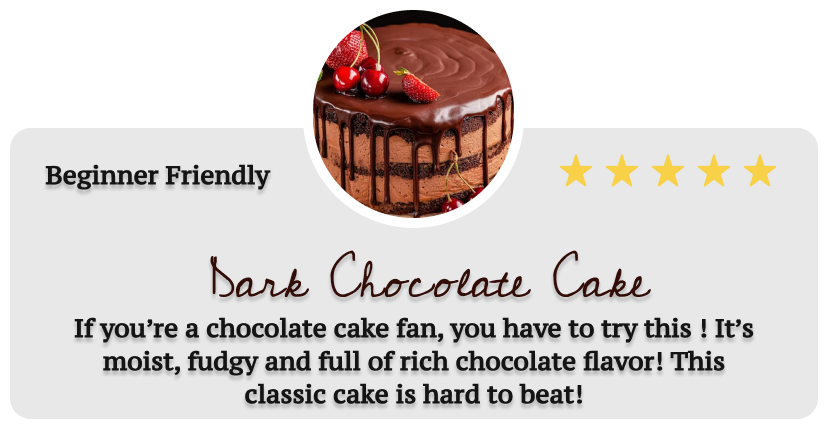 Beginner Friendly
Dark Chocolate Cake
If you’re a chocolate cake fan, you have to try this ! It’s
moist, fudgy and full of rich chocolate flavor! This
classic cake is hard to beat!